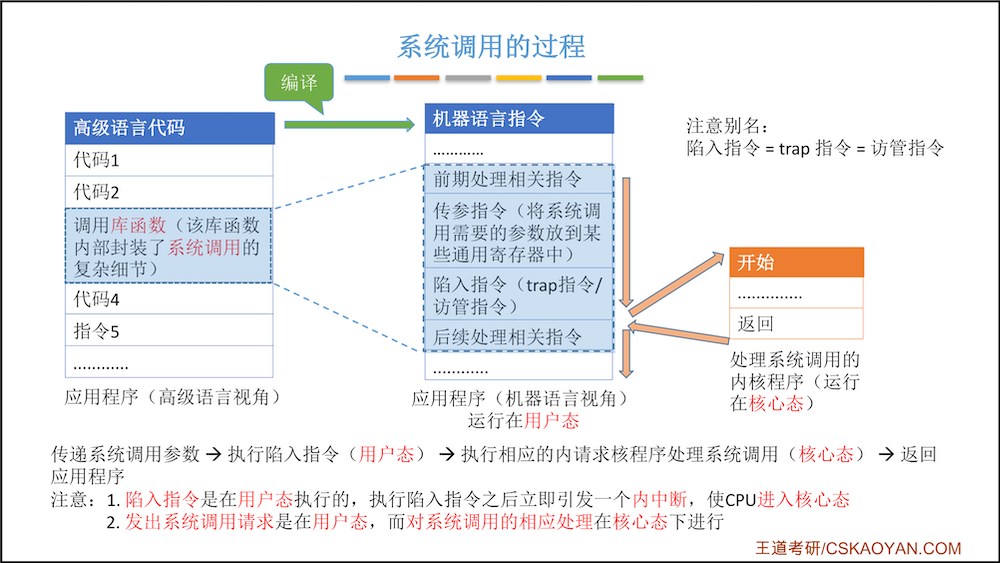 系统调用的过程
编译
高级语言代码
代码1
代码2
调用库函数（该库函数
内部封装了系统调用的
复杂细节）
代码4
指令5
…………
应用程序（高级语言视角）
机器语言指令
…………
前期处理相关指令
传参指令（将系统调
用需要的参数放到某
些通用寄存器中）
陷入指令（trap指令/
访管指令）
后续处理相关指令
…………
应用程序（机器语言视角）
运行在用户态
注意别名：
陷入指令 = trap 指令 = 访管指令
开始
…………..
返回
处理系统调用的
内核程序（运行
在核心态）
传递系统调用参数 → 执行陷入指令（用户态） → 执行相应的内请求核程序处理系统调用（核心态） → 返回
应用程序
注意：1. 陷入指令是在用户态执行的，执行陷入指令之后立即引发一个内中断，使CPU进入核心态
2. 发出系统调用请求是在用户态，而对系统调用的相应处理在核心态下进行
王道考研/CSKAOYAN.COM